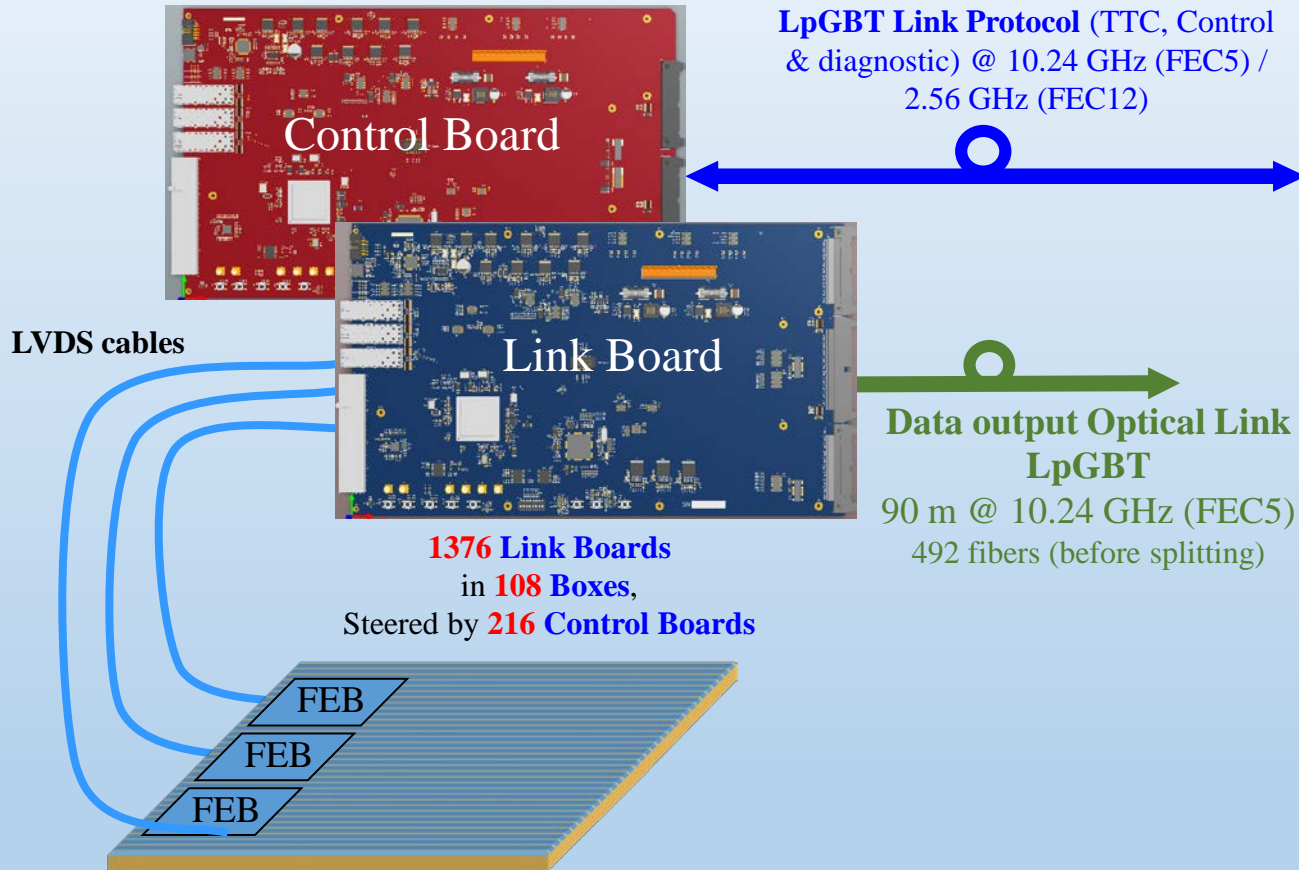 LpGBT Link Protocol (TTC, Control
& diagnostic) @ 10.24 GHz (FEC5) /
2.56 GHz (FEC12)
Control Board
LVDS cables
Link Board
Data output Optical Link
LpGBT
90 m @ 10.24 GHz (FEC5)
492 fibers (before splitting)
1376 Link Boards
in 108 Boxes,
Steered by 216 Control Boards
FEB
FEB
FEB